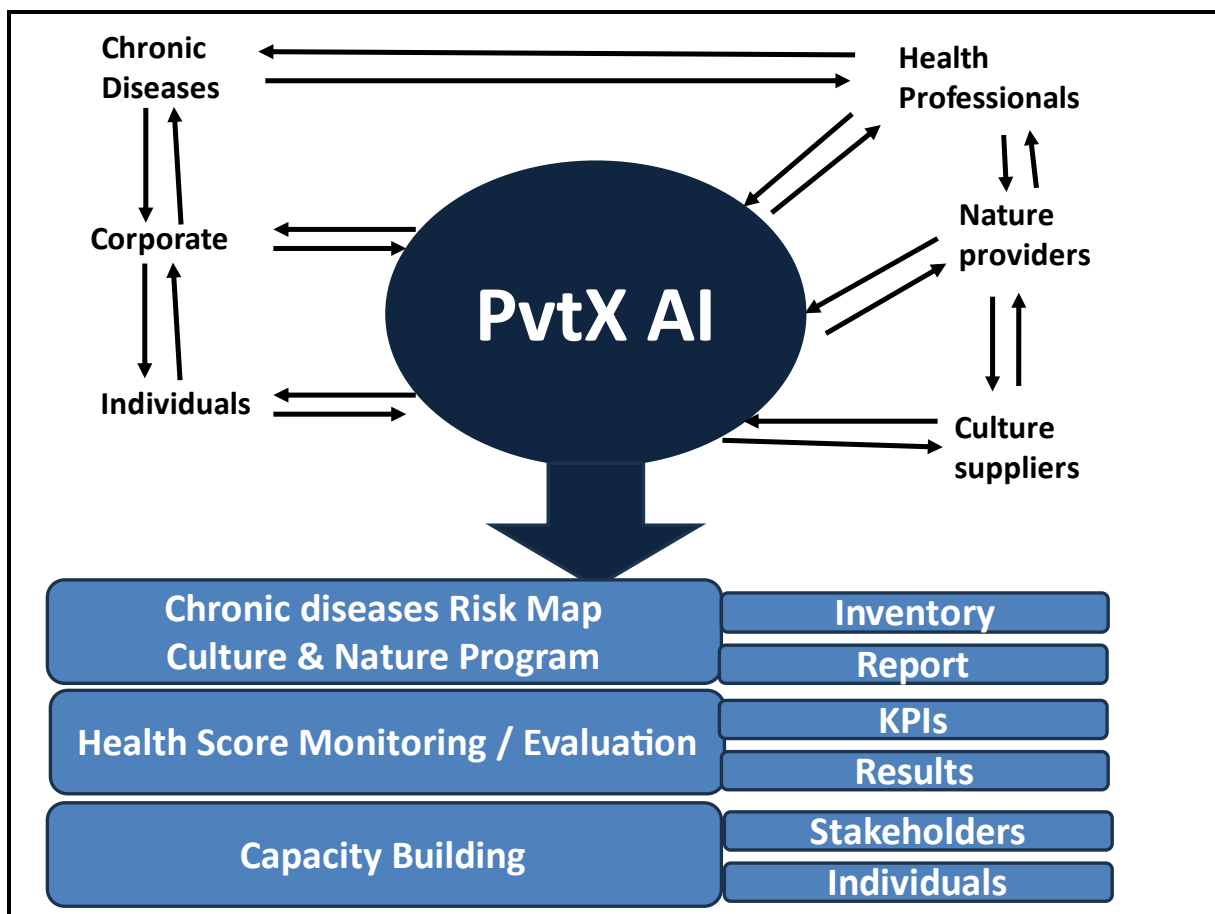 Chronic
Diseases
Health
Professionals
Corporate
Nature
providers
PvtX AI
Individuals
Culture
suppliers
Chronic diseases Risk Map
Culture & Nature Program
Inventory
Report
Health Score Monitoring / Evaluation
KPIs
Results
Capacity Building
Stakeholders
Individuals